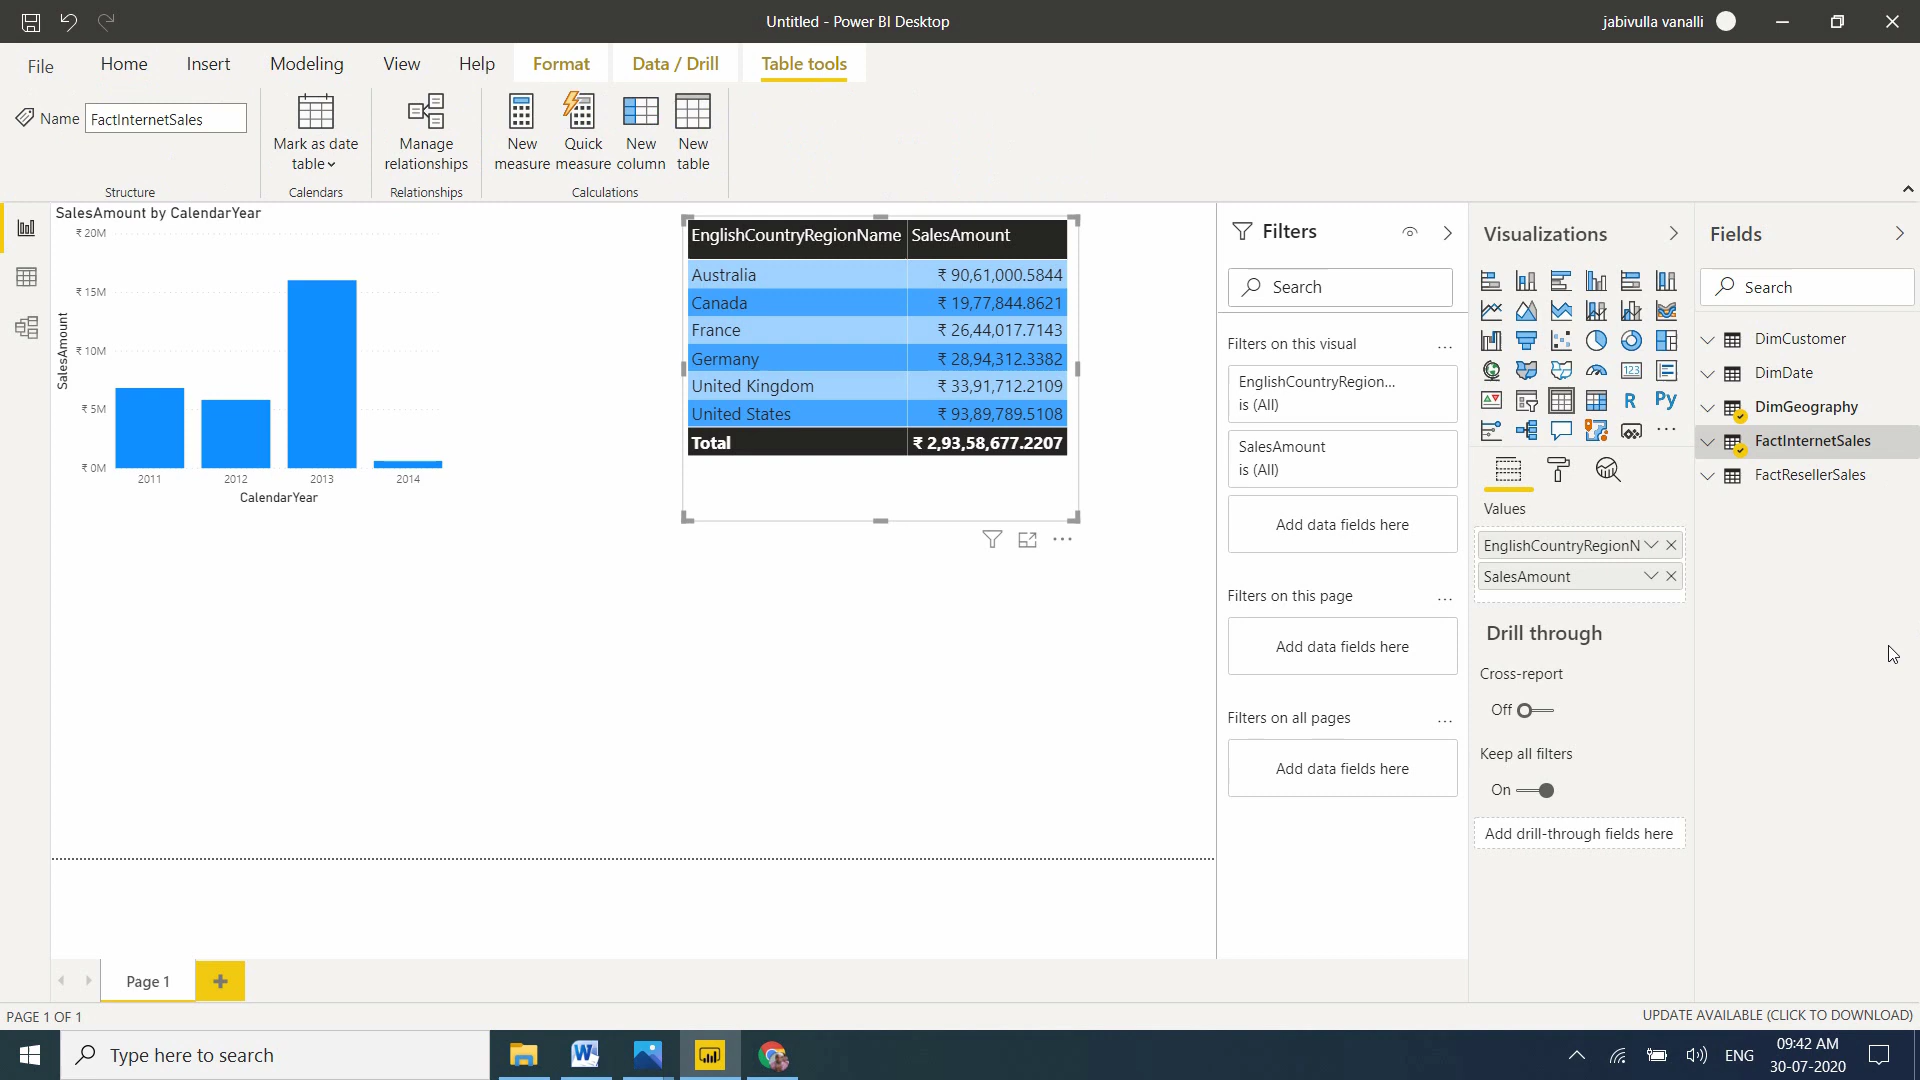 Untitled - Power BI Desktop
jabivulla vanalli
File
Home
Insert
Modeling
View
Help
Format
Data / Drill
Table tools
Name
FactInternetSales
Mark as date
table
Manage
relationships
New
measure
Quick
measure
New
column
New
table
Structure
Calendars
Relationships
Calculations
SalesAmount by CalendarYear
₹ 20M
₹ 15M
₹ 10M
₹ 5M
₹ 0M
SalesAmount
2011
2012
2013
2014
CalendarYear
EnglishCountryRegionName SalesAmount
Australia ₹ 90,61,000.5844
Canada ₹ 19,77,844.8621
France ₹ 26,44,017.7143
Germany ₹ 28,94,312.3382
United Kingdom ₹ 33,91,712.2109
United States ₹ 93,89,789.5108
Total ₹ 2,93,58,677.2207
Filters
Search
Filters on this visual ...
EnglishCountryRegion...
is (All)
SalesAmount
is (All)
Add data fields here
Filters on this page ...
Add data fields here
Filters on all pages ...
Add data fields here
Visualizations
123
R
Py
...
Values
EnglishCountryRegionN
SalesAmount
Drill through
Cross-report
Off
Keep all filters
On
Add drill-through fields here
Fields
Search
DimCustomer
DimDate
DimGeography
FactInternetSales
FactResellerSales
Page 1
PAGE 1 OF 1
UPDATE AVAILABLE (CLICK TO DOWNLOAD)
Type here to search
ENG
09:42 AM
30-07-2020